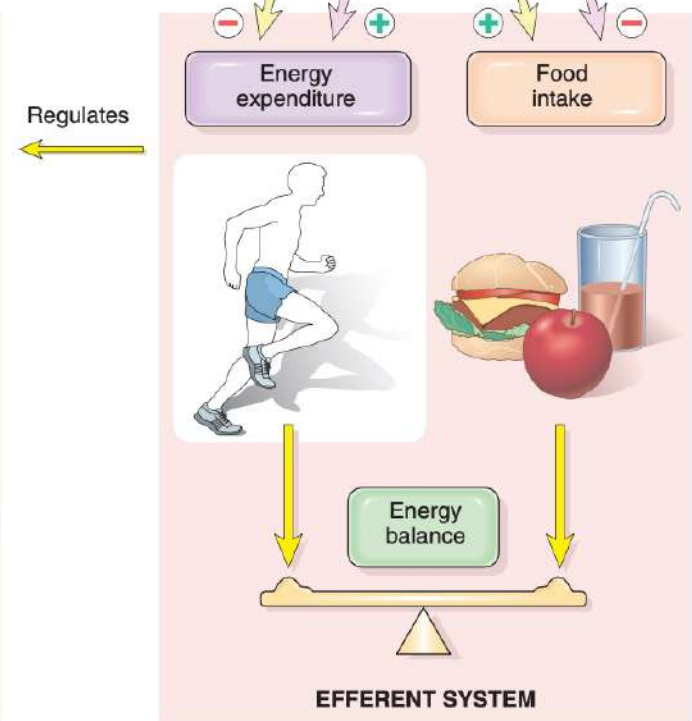 − + + −
Energy
expenditure
Food
intake
Regulates
Energy
balance
EFFERENT SYSTEM